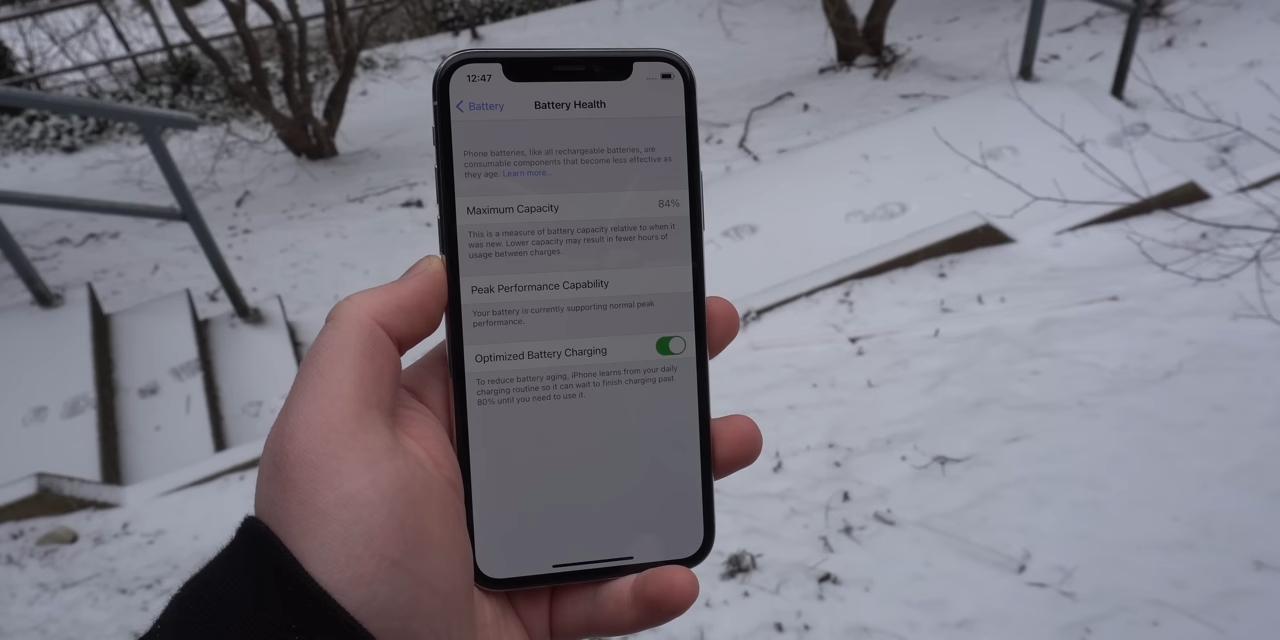 12:47
Battery
Battery Health
Phone batteries, like all rechargeable batteries, are
consumable components that become less effective as
they age. Learn more...
Maximum Capacity 84%
This is a measure of battery capacity relative to when it
was new. Lower capacity may result in fewer hours of
usage between charges.
Peak Performance Capability
Your battery is currently supporting normal peak
performance.
Optimized Battery Charging
To reduce battery aging, iPhone learns from your daily
charging routine so it can wait to finish charging past
80% until you need to use it.